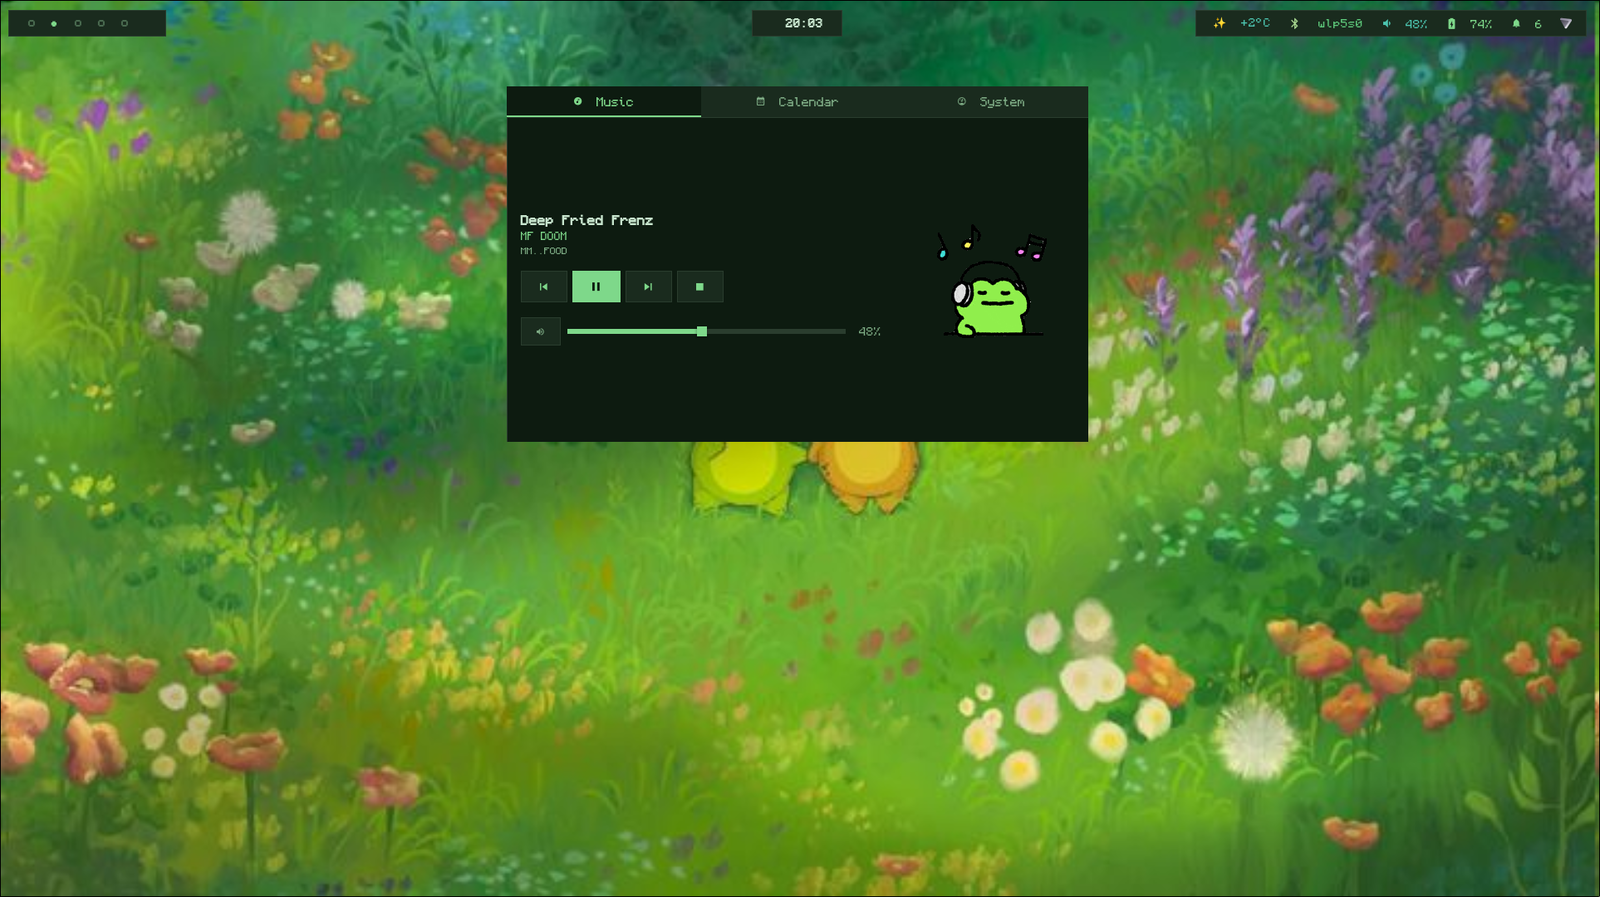 20:03
+2°C wlp5s0 48% 74% 6
Music Calendar System
Deep Fried Frenz
MF DOOM
MM..FOOD
48%